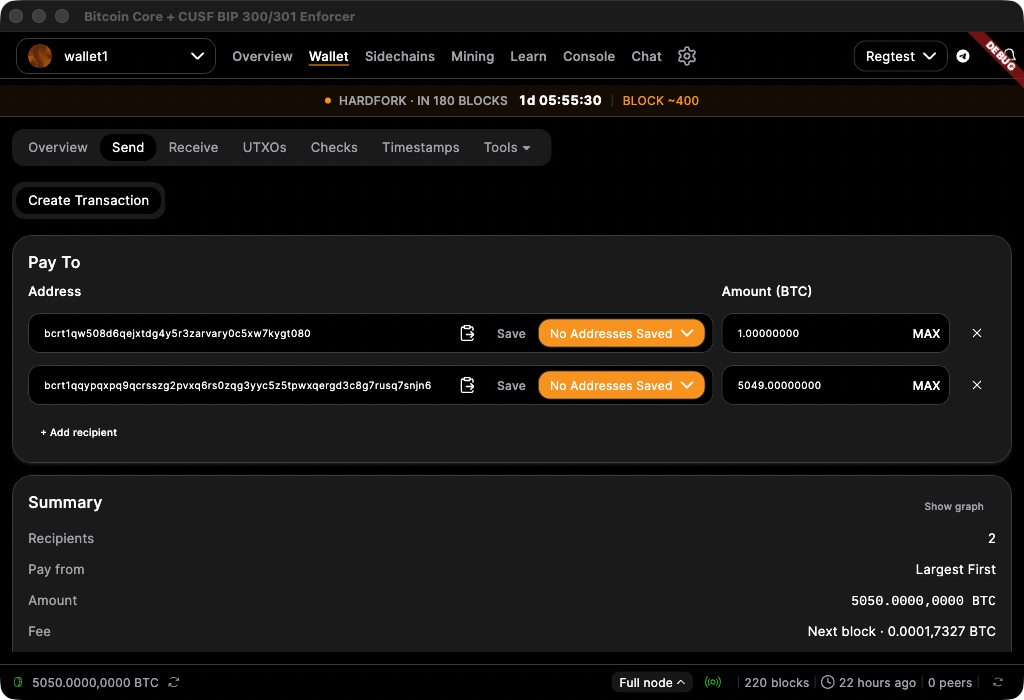 Bitcoin Core + CUSF BIP 300/301 Enforcer
wallet1 Overview Wallet Sidechains Mining Learn Console Chat Regtest DEBUG
HARDFORK · IN 180 BLOCKS 1d 05:55:30 BLOCK ~400
Overview Send Receive UTXOs Checks Timestamps Tools
Create Transaction
Pay To
Address Amount (BTC)
bcrt1qw508d6qejxtdg4y5r3zarvary0c5xw7kygt080 Save No Addresses Saved 1.00000000 MAX
bcrt1qqypqxpq9qcrsszg2pvxq6rs0zqg3yyc5z5tpwxqergd3c8g7rusq7snjn6 Save No Addresses Saved 5049.00000000 MAX
+ Add recipient
Summary Show graph
Recipients 2
Pay from Largest First
Amount 5050.0000,0000 BTC
Fee Next block · 0.0001,7327 BTC
5050.0000,0000 BTC Full node 220 blocks 22 hours ago 0 peers